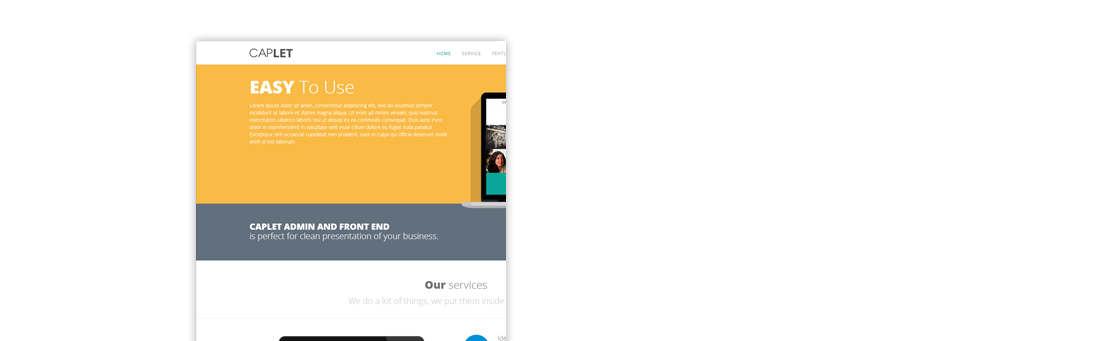 CAPLET
HOME SERVICE
EASY To Use
Lorem ipsum dolor sit amet, consectetur adipisicing elit, sed do eiusmod tempor
incididunt ut labore et dolore magna aliqua. Ut enim ad minim veniam, quis nostrud
exercitation ullamco laboris nisi ut aliquip ex ea commodo consequat. Duis aute irure
dolor in reprehenderit in voluptate velit esse cillum dolore eu fugiat nulla pariatur.
Excepteur sint occaecat cupidatat non proident, sunt in culpa qui officia deserunt mollit
anim id est laborum.
CAPLET ADMIN AND FRONT END
is perfect for clean presentation of your business.
Our services
We do a lot of things, we put them inside